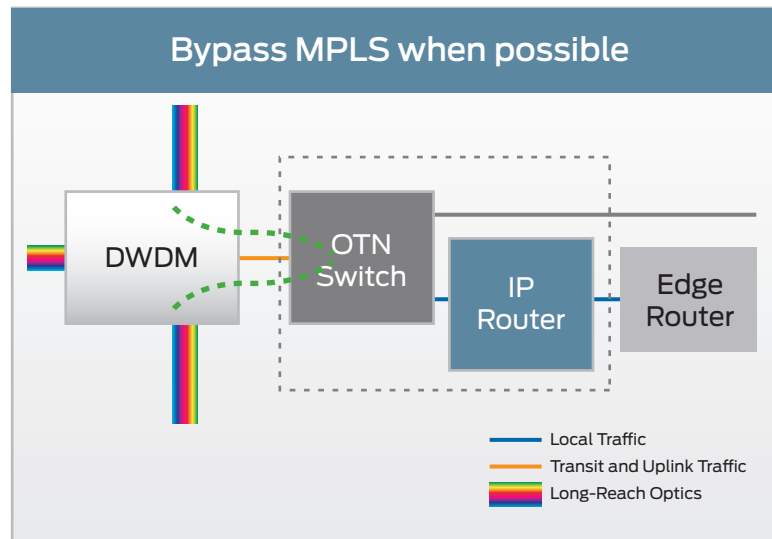 Bypass MPLS when possible
DWDM
OTN
Switch
IP
Router
Edge
Router
Local Traffic
Transit and Uplink Traffic
Long-Reach Optics